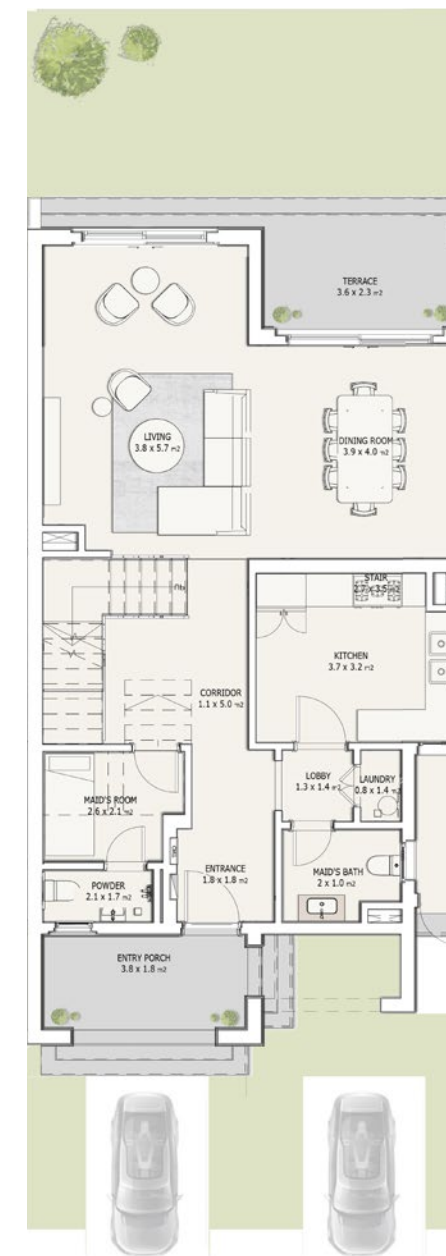 TERRACE
3.6 x 2.3 m2
LIVING
3.8 x 5.7 m2
DINING ROOM
3.9 x 4.0 m2
STAIR
2.7 x 3.5 m2
UP
KITCHEN
3.7 x 3.2 m2
CORRIDOR
1.1 x 5.0 m2
LOBBY
1.3 x 1.4 m2
LAUNDRY
0.8 x 1.4 m2
MAID'S ROOM
2.6 x 2.1 m2
ENTRANCE
1.8 x 1.8 m2
MAID'S BATH
2 x 1.0 m2
POWDER
2.1 x 1.7 m2
ENTRY PORCH
3.8 x 1.8 m2